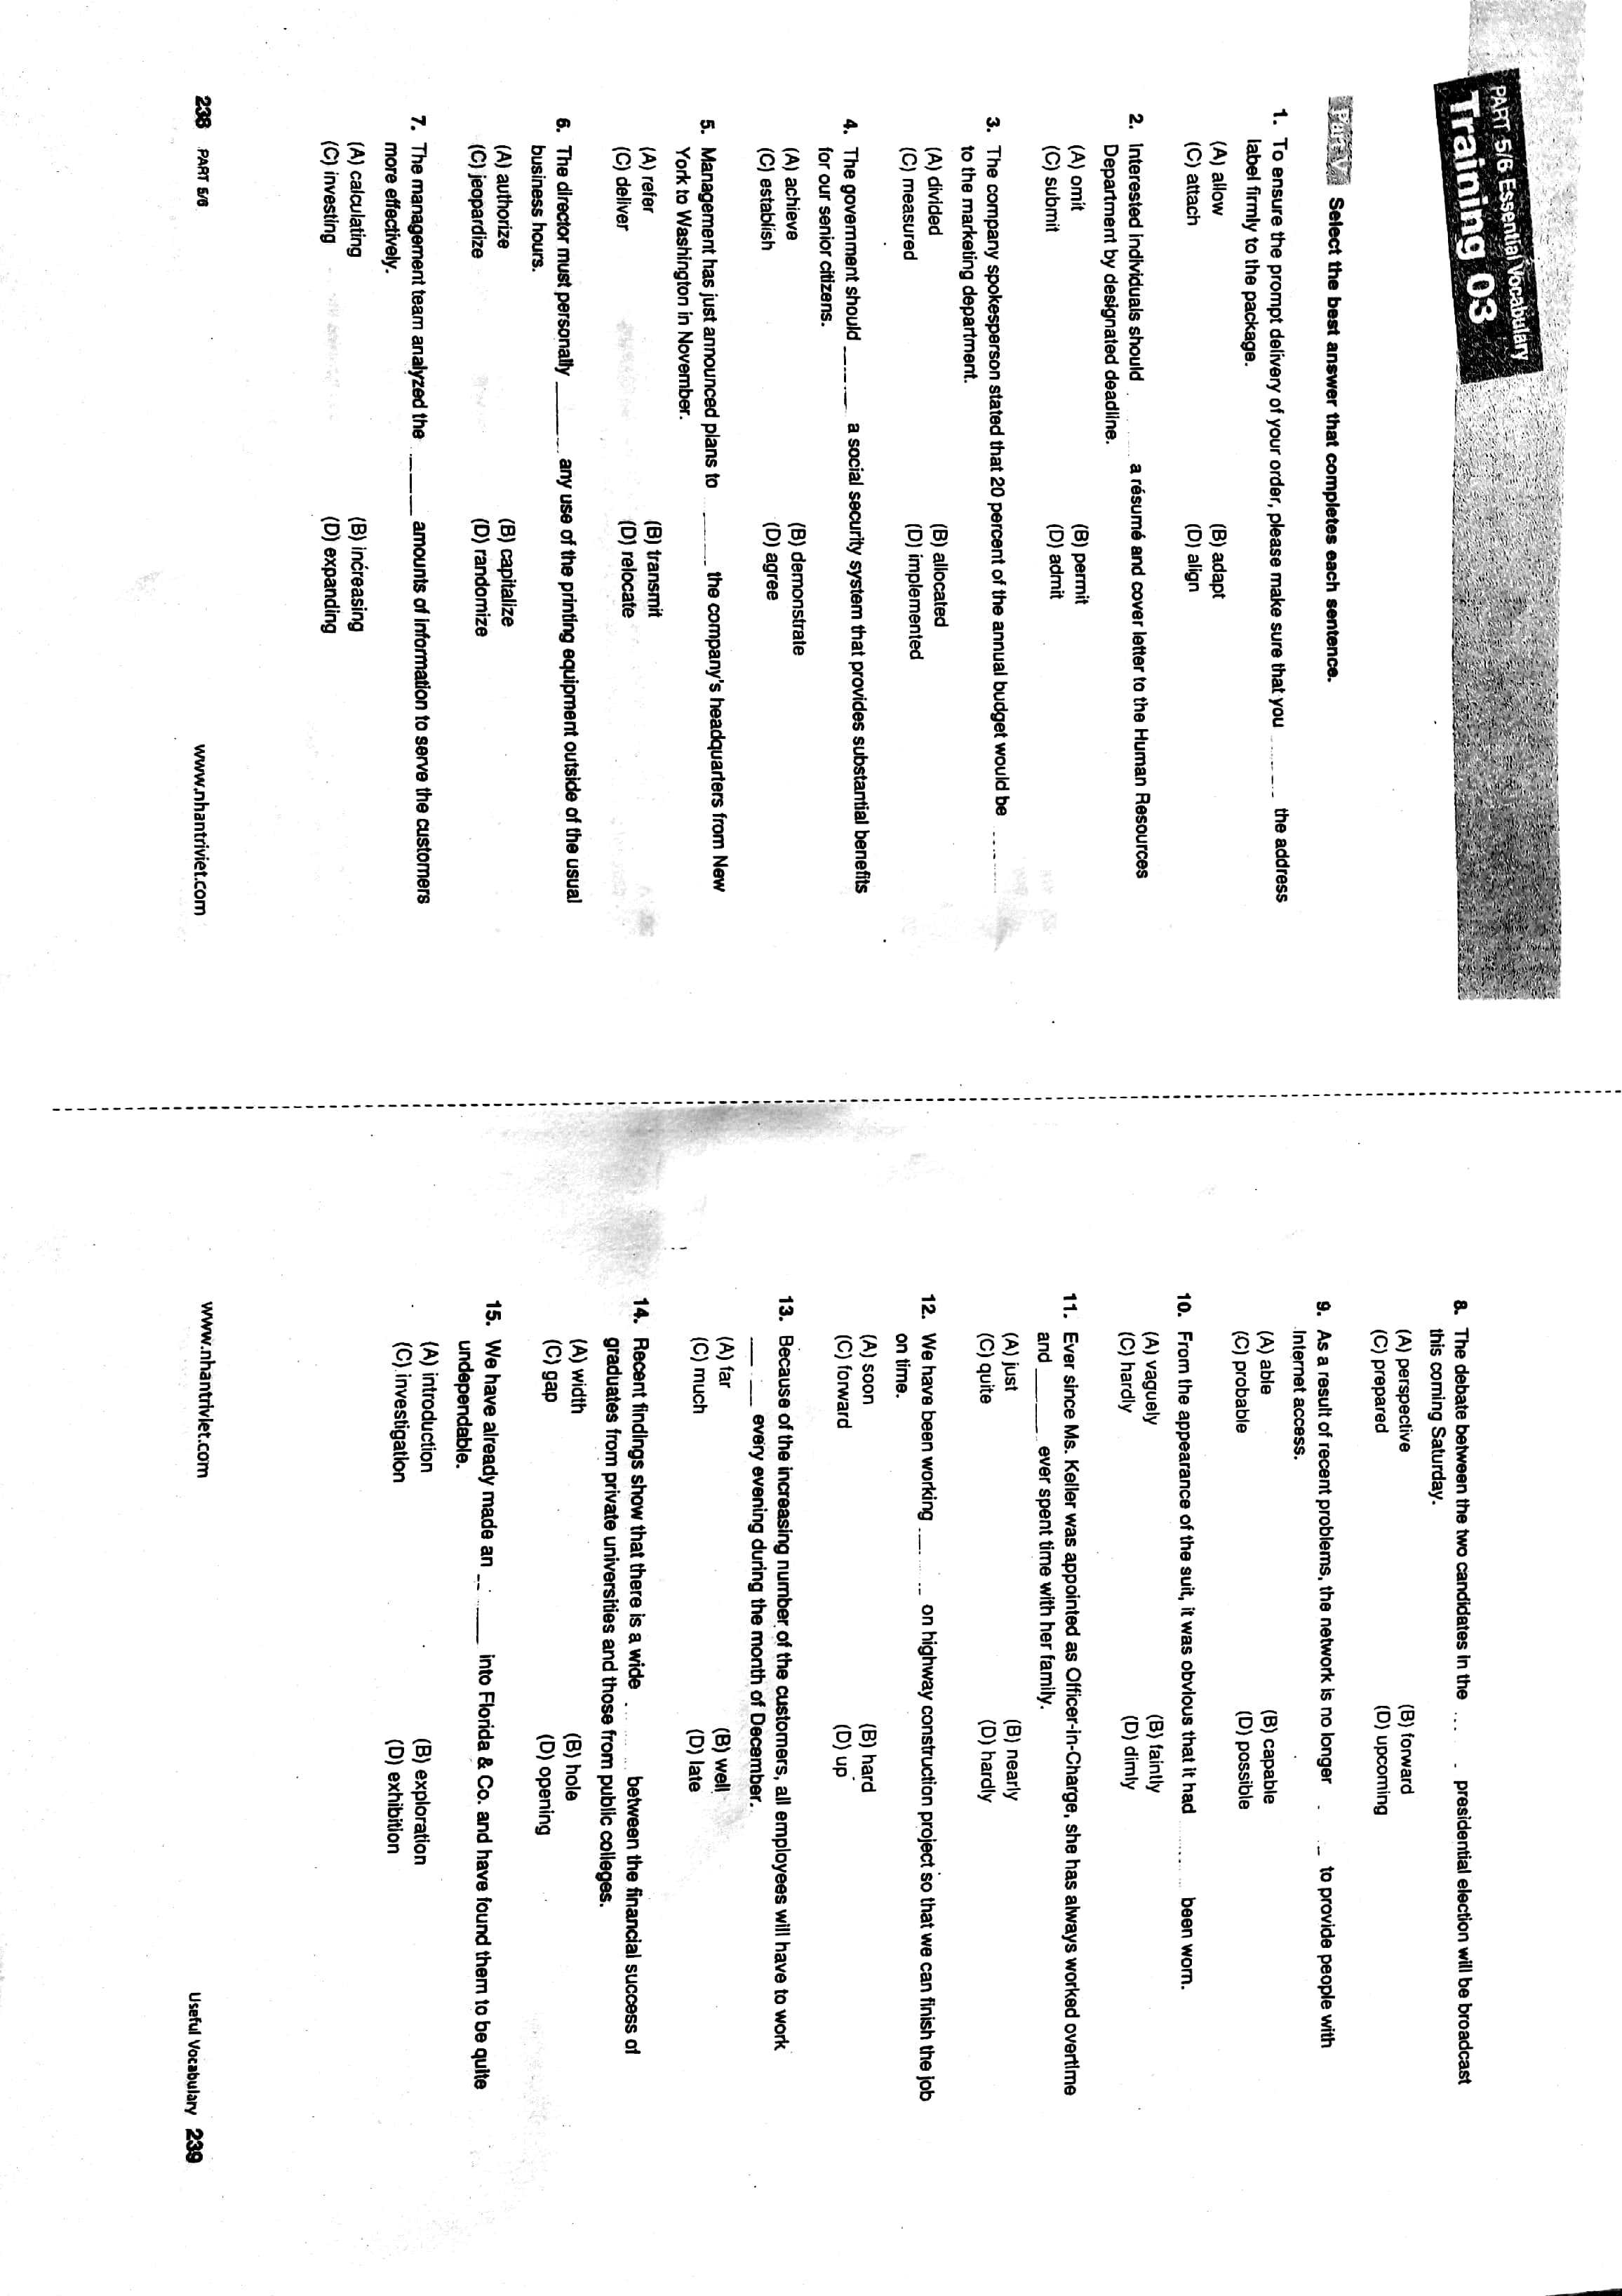 PART 5/6 Essential Vocabulary
Training 03
Part V Select the best answer that completes each sentence.
1. To ensure the prompt delivery of your order, please make sure that you ------- the address
label firmly to the package.
(A) allow (B) adapt
(C) attach (D) align
2. Interested individuals should ------- a résumé and cover letter to the Human Resources
Department by designated deadline.
(A) omit (B) permit
(C) submit (D) admit
3. The company spokesperson stated that 20 percent of the annual budget would be -------
to the marketing department.
(A) divided (B) allocated
(C) measured (D) implemented
4. The government should ------- a social security system that provides substantial benefits
for our senior citizens.
(A) achieve (B) demonstrate
(C) establish (D) agree
5. Management has just announced plans to ------- the company's headquarters from New
York to Washington in November.
(A) refer (B) transmit
(C) deliver (D) relocate
6. The director must personally ------- any use of the printing equipment outside of the usual
business hours.
(A) authorize (B) capitalize
(C) jeopardize (D) randomize
7. The management team analyzed the ------- amounts of information to serve the customers
more effectively.
(A) calculating (B) increasing
(C) investing (D) expanding
238 PART 5/6 www.nhantriviet.com
8. The debate between the two candidates in the ------- presidential election will be broadcast
this coming Saturday.
(A) perspective (B) forward
(C) prepared (D) upcoming
9. As a result of recent problems, the network is no longer ------- to provide people with
Internet access.
(A) able (B) capable
(C) probable (D) possible
10. From the appearance of the suit, it was obvious that it had ------- been worn.
(A) vaguely (B) faintly
(C) hardly (D) dimly
11. Ever since Ms. Keller was appointed as Officer-in-Charge, she has always worked overtime
and ------- ever spent time with her family.
(A) just (B) nearly
(C) quite (D) hardly
12. We have been working ------- on highway construction project so that we can finish the job
on time.
(A) soon (B) hard
(C) forward (D) up
13. Because of the increasing number of the customers, all employees will have to work
------- every evening during the month of December.
(A) far (B) well
(C) much (D) late
14. Recent findings show that there is a wide ------- between the financial success of
graduates from private universities and those from public colleges.
(A) width (B) hole
(C) gap (D) opening
15. We have already made an ------- into Florida & Co. and have found them to be quite
undependable.
(A) introduction (B) exploration
(C) investigation (D) exhibition
www.nhantriviet.com Useful Vocabulary 239